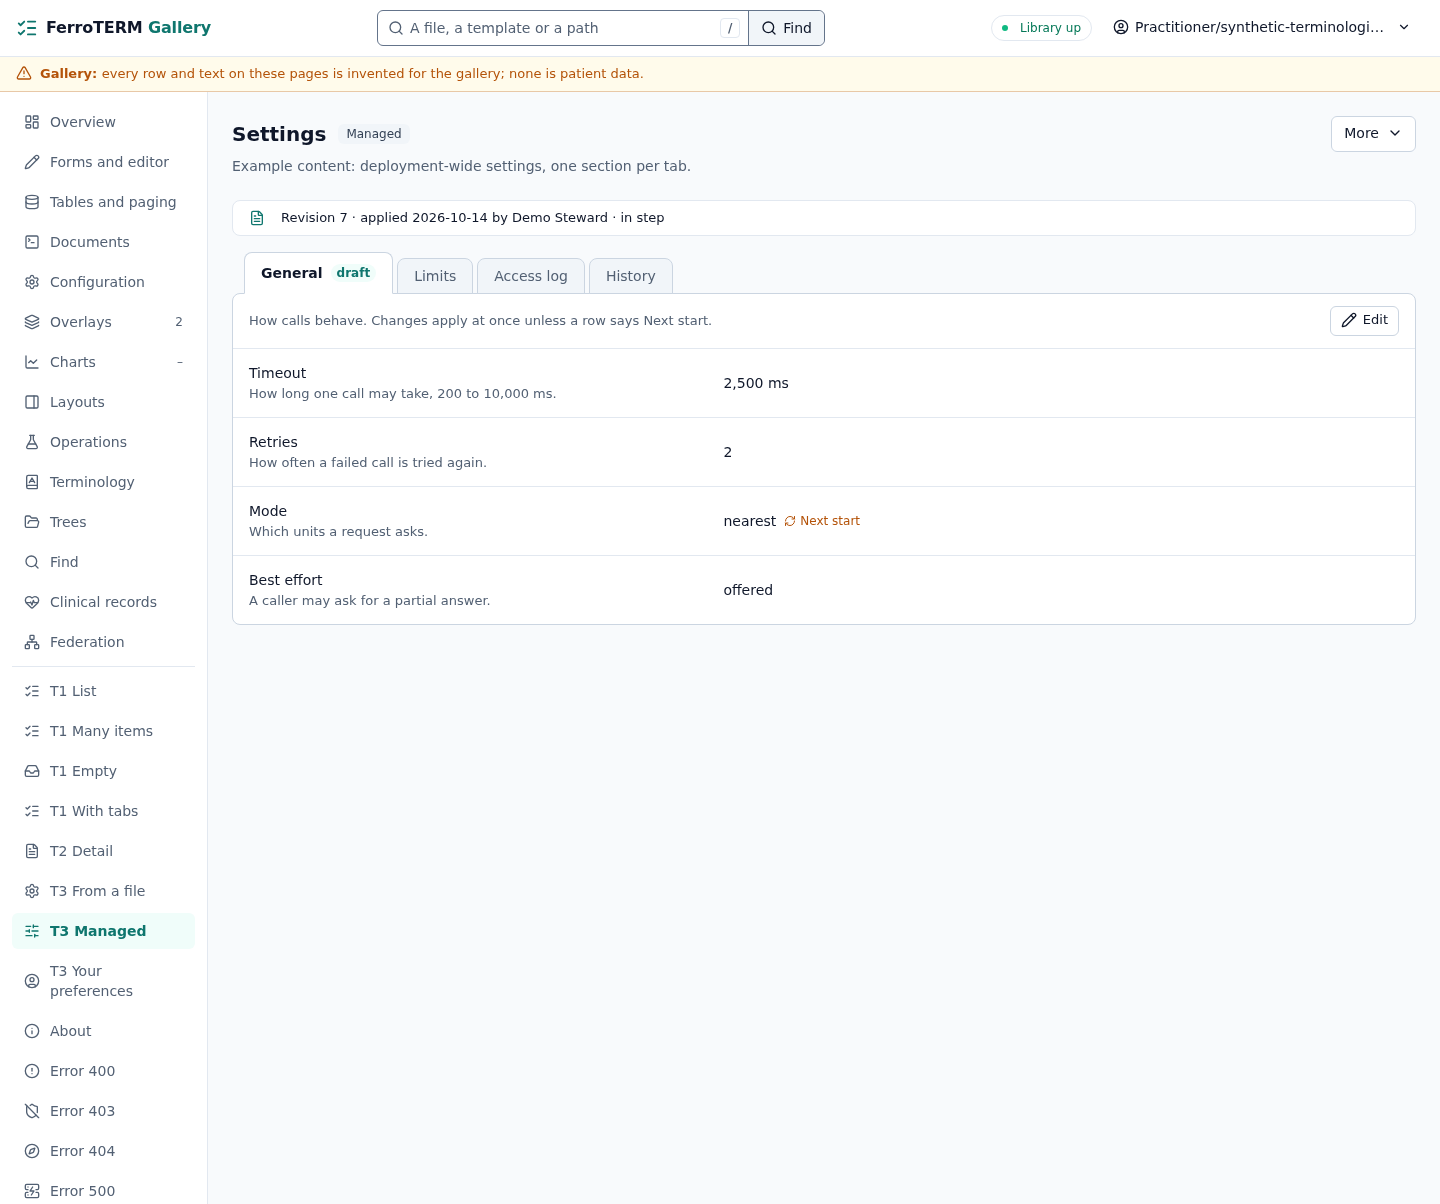 FerroTERM Gallery
A file, a template or a path
/
Find
Library up
Practitioner/synthetic-terminologi...
Gallery: every row and text on these pages is invented for the gallery; none is patient data.
Overview
Forms and editor
Tables and paging
Documents
Configuration
Overlays 2
Charts –
Layouts
Operations
Terminology
Trees
Find
Clinical records
Federation
T1 List
T1 Many items
T1 Empty
T1 With tabs
T2 Detail
T3 From a file
T3 Managed
T3 Your
preferences
About
Error 400
Error 403
Error 404
Error 500
Settings Managed
More
Example content: deployment-wide settings, one section per tab.
Revision 7 · applied 2026-10-14 by Demo Steward · in step
General draft
Limits
Access log
History
How calls behave. Changes apply at once unless a row says Next start.
Edit
Timeout
How long one call may take, 200 to 10,000 ms.
2,500 ms
Retries
How often a failed call is tried again.
2
Mode
Which units a request asks.
nearest Next start
Best effort
A caller may ask for a partial answer.
offered